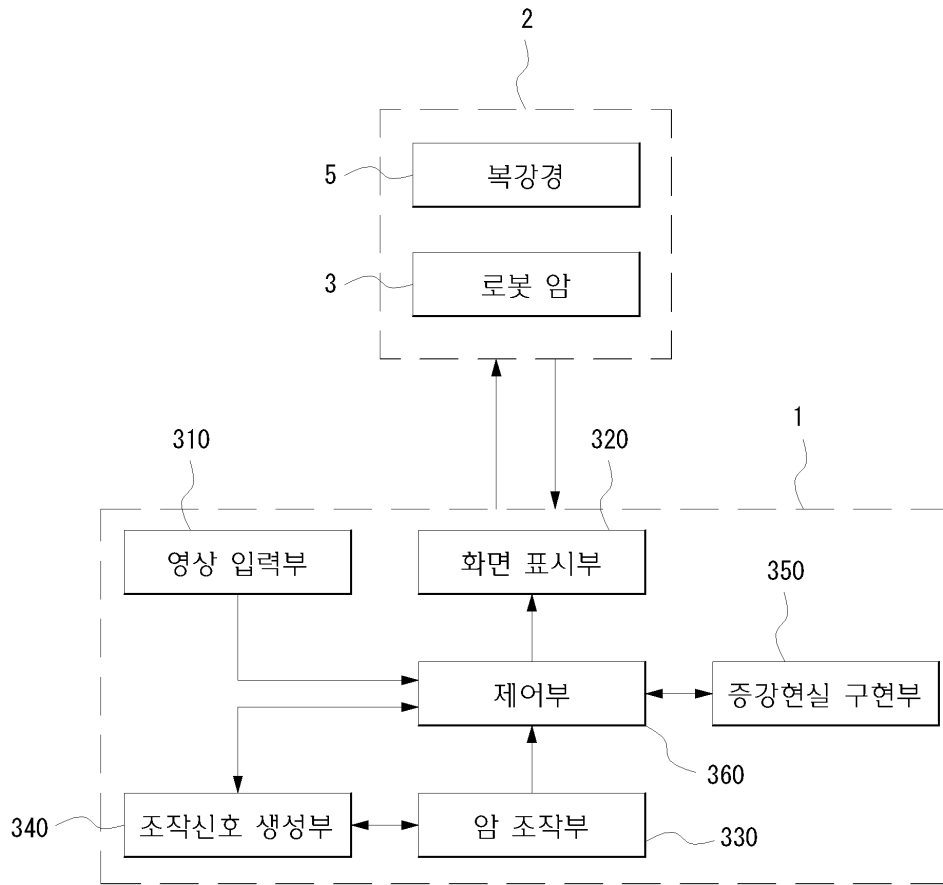 2
5
복강경
3
로봇 암
1
310
320
영상 입력부
화면 표시부
350
제어부
증강현실 구현부
360
340
조작신호 생성부
암 조작부
330